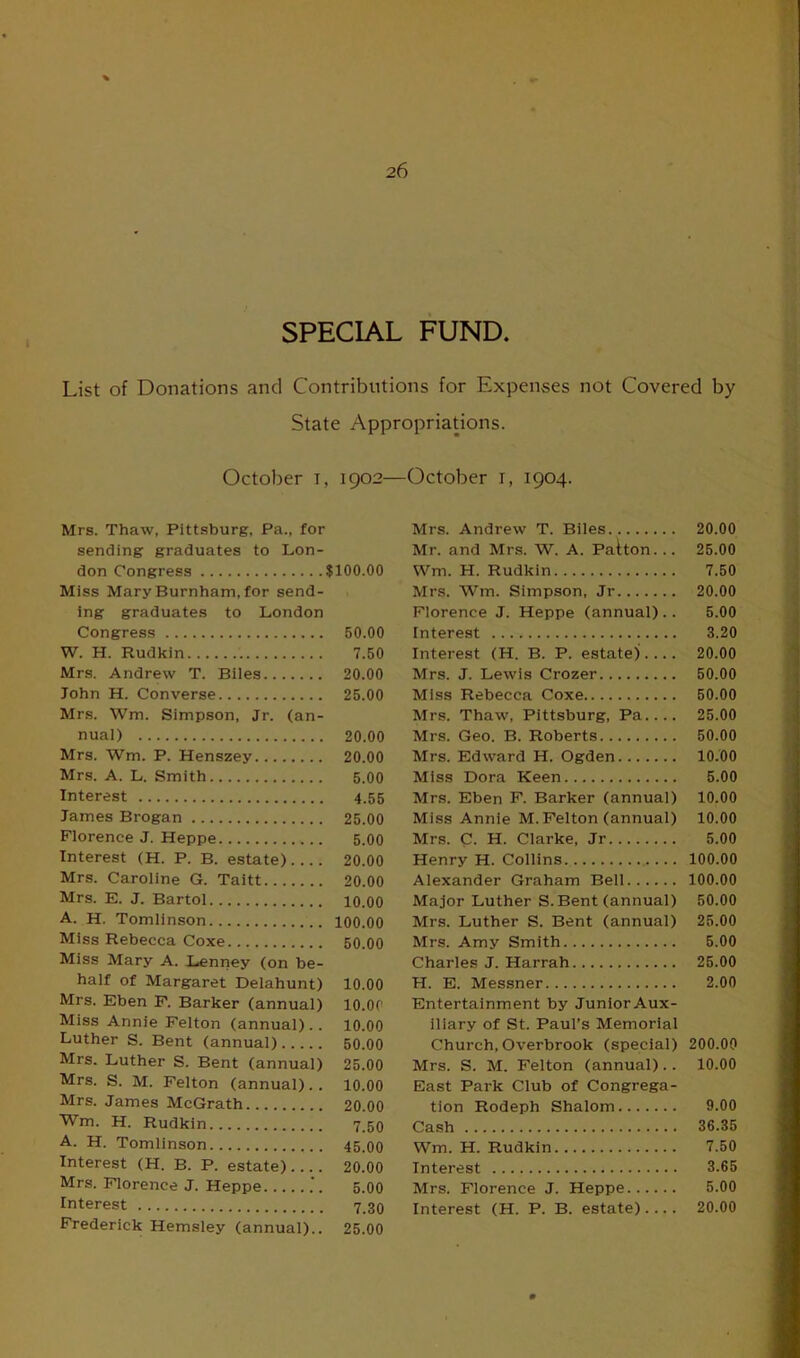 26
SPECIAL FUND.
List of Donations and Contributions for Expenses not Covered by
State Appropriations.
October 1, 1902—October 1, 1904.
Mrs. Thaw, Pittsburg, Pa., for
sending graduates to Lon-
don Congress ............... $100.00
Miss Mary Burnham, for send-
ing graduates to London
Congress .................... 50.00
W. H. Rudkin................. 7.50
Mrs. Andrew T. Biles....... 20.00
John H. Converse............ 25.00
Mrs. Wm. Simpson, Jr. (an-
nual) ....................... 20.00
Mrs. Wm. P. Henszey......... 20.00
Mrs. A. L. Smith............. 5.00
Interest ..................... 4.55
James Brogan ................ 25.00
Florence J. Heppe............ 5.00
Interest (H. P. B. estate).... 20.00
Mrs. Caroline G. Taitt....... 20.00
Mrs. E. J. Bartol............. 10.00
A. H. Tomlinson............. 100.00
Miss Rebecca Coxe........... 50.00
Miss Mary A. Lenney (on be-
half of Margaret Delahunt) 10.00
Mrs. Eben F. Barker (annual) 10.00
Miss Annie Felton (annual).. 10.00
Luther S. Bent (annual)..... 50.00
Mrs. Luther S. Bent (annual) 25.00
Mrs. S. M. Felton (annual).. 10.00
Mrs. James McGrath......... 20.00
Wm. H. Rudkin............... 7.50
A. H. Tomlinson.............. 45.00
Interest (H. B. P. estate).... 20.00
Mrs. Florence J. Heppe....... 5.00
Interest ..................... 7.30
Frederick Hemsley (annual).. 25.00
Mrs. Andrew T. Biles......... 20.00
Mr. and Mrs. W. A. Patton... 25.00
Wm. H. Rudkin............... 7.50
Mrs. Wm. Simpson, Jr........ 20.00
Florence J. Heppe (annual).. 5.00
Interest ...................... 3.20
Interest (H. B. P. estate).... 20.00
Mrs. J. Lewis Crozer......... 50.00
Miss Rebecca Coxe........... 50.00
Mrs. Thaw, Pittsburg, Pa.... 25.00
Mrs. Geo. B. Roberts......... 50.00
Mrs. Edward H. Ogden....... 10.00
Miss Dora Keen.............. 5.00
Mrs. Eben F. Barker (annual) 10.00
Miss Annie M. Felton (annual) 10.00
Mrs. C. H. Clarke, Jr......... 5.00
Henry H. Collins.............. 100.00
Alexander Graham Bell...... 100.00
Major Luther S. Bent (annual) 50.00
Mrs. Luther S. Bent (annual) 25.00
Mrs. Amy Smith.............. 5.00
Charles J. Harrah............ 25.00
H. E. Messner................ 2.00
Entertainment by Junior Aux-
iliary of St. Paul's Memorial
Church, Overbrook (special) 200.00
Mrs. S. M. Felton (annual).. 10.00
East Park Club of Congrega-
tion Rodeph Shalom....... 9.00
Cash ......................... 36.35
Wm. H. Rudkin............... 7.50
Interest ...................... 3.65
Mrs. Florence J. Heppe...... 5.00
Interest (H. P. B. estate).... 20.00